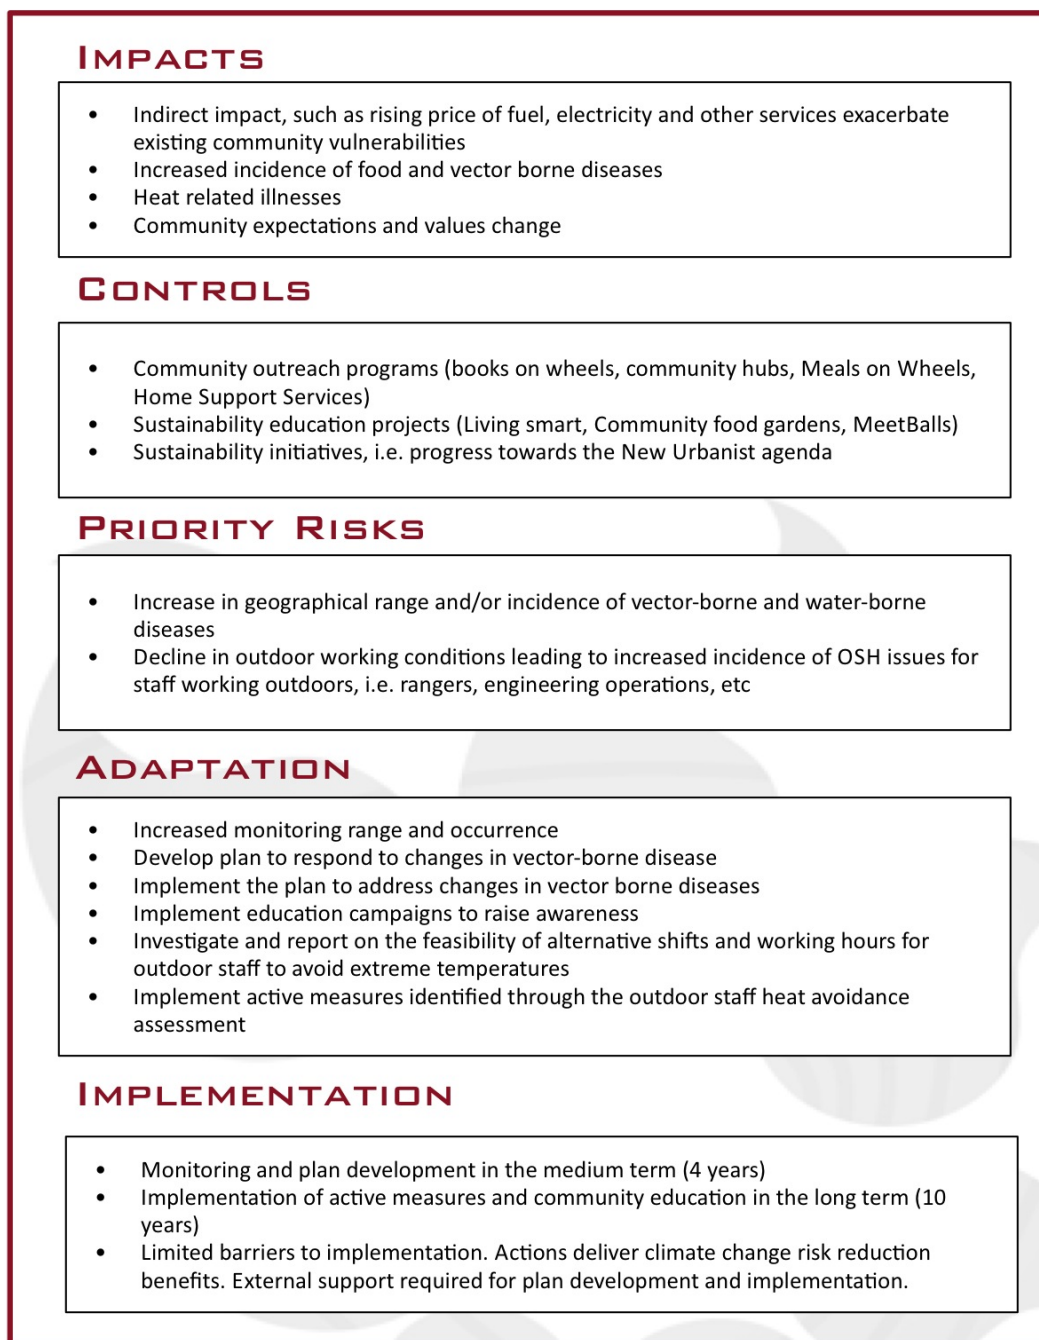 IMPACTS
• Indirect impact, such as rising price of fuel, electricity and other services exacerbate
existing community vulnerabilities
• Increased incidence of food and vector borne diseases
• Heat related illnesses
• Community expectations and values change
CONTROLS
• Community outreach programs (books on wheels, community hubs, Meals on Wheels,
Home Support Services)
• Sustainability education projects (Living smart, Community food gardens, MeetBalls)
• Sustainability initiatives, i.e. progress towards the New Urbanist agenda
PRIORITY RISKS
• Increase in geographical range and/or incidence of vector-borne and water-borne
diseases
• Decline in outdoor working conditions leading to increased incidence of OSH issues for
staff working outdoors, i.e. rangers, engineering operations, etc
ADAPTATION
• Increased monitoring range and occurrence
• Develop plan to respond to changes in vector-borne disease
• Implement the plan to address changes in vector borne diseases
• Implement education campaigns to raise awareness
• Investigate and report on the feasibility of alternative shifts and working hours for
outdoor staff to avoid extreme temperatures
• Implement active measures identified through the outdoor staff heat avoidance
assessment
IMPLEMENTATION
• Monitoring and plan development in the medium term (4 years)
• Implementation of active measures and community education in the long term (10
years)
• Limited barriers to implementation. Actions deliver climate change risk reduction
benefits. External support required for plan development and implementation.